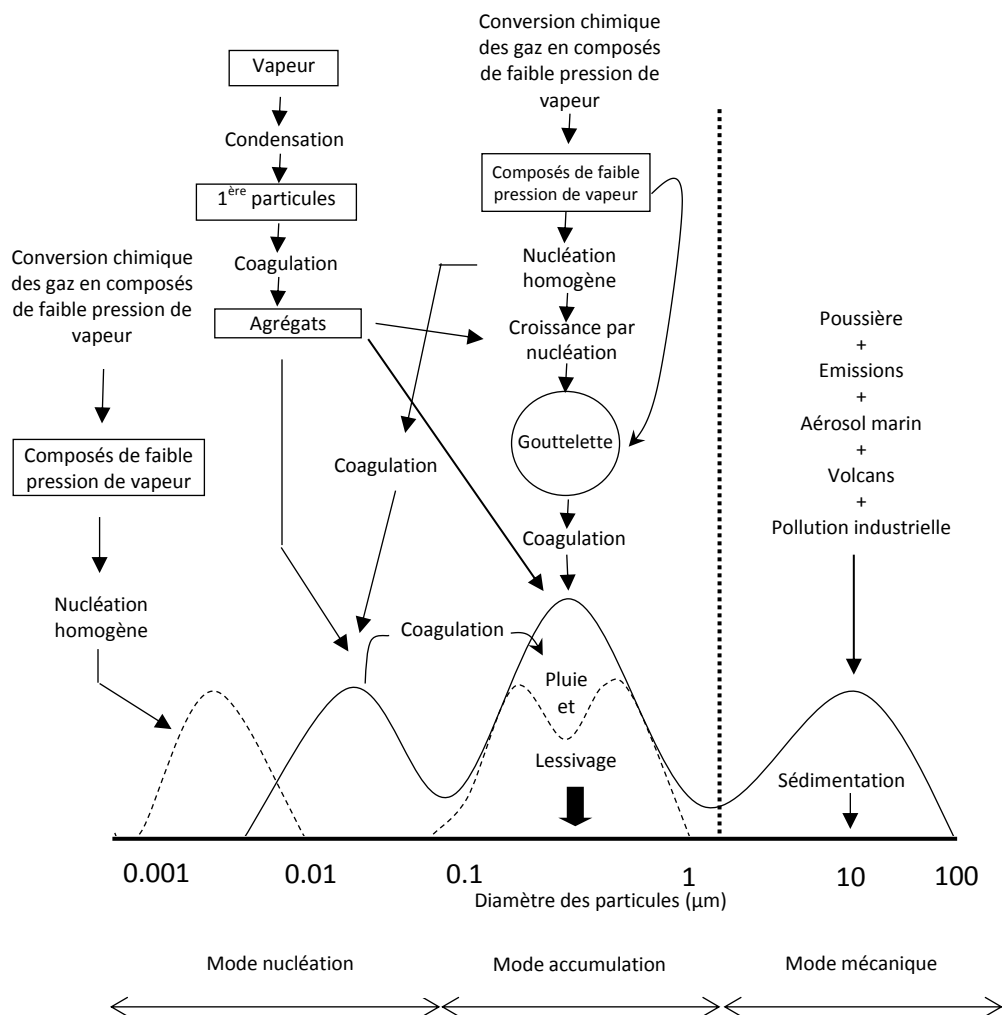 Conversion chimique
des gaz en composés
de faible pression de
vapeur
Vapeur
Condensation
Composés de faible
pression de vapeur
1ère particules
Conversion chimique
des gaz en composés
de faible pression de
vapeur
Coagulation
Nucléation
homogène
Agrégats
Croissance par
nucléation
Poussière
+
Emissions
+
Aérosol marin
+
Volcans
+
Pollution industrielle
Gouttelette
Composés de faible
pression de vapeur
Coagulation
Coagulation
Nucléation
homogène
Coagulation
Pluie
et
Lessivage
Sédimentation
0.001 0.01 0.1 1 10 100
Diamètre des particules (µm)
Mode nucléation Mode accumulation Mode mécanique